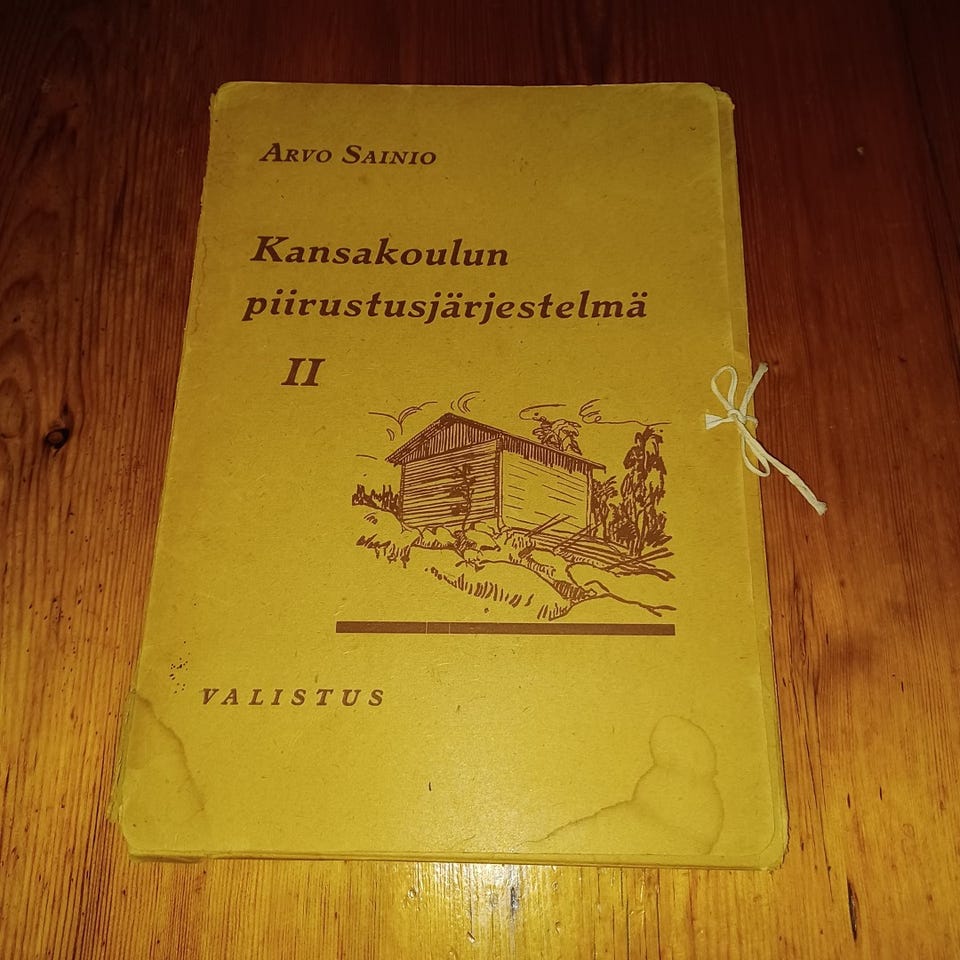 Arvo Sainio
Kansakoulun
piirustusjärjestelmä
II
VALISTUS